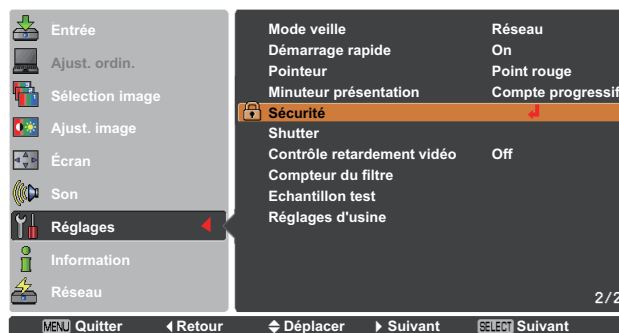 Entrée
Ajust. ordin.
Sélection image
Ajust. image
Écran
Son
Réglages
Information
Réseau
Mode veille Réseau
Démarrage rapide On
Pointeur Point rouge
Minuteur présentation Compte progressif
Sécurité
Shutter
Contrôle retardement vidéo Off
Compteur du filtre
Echantillon test
Réglages d'usine
2/2
MENU Quitter Retour Déplacer Suivant SELECT Suivant